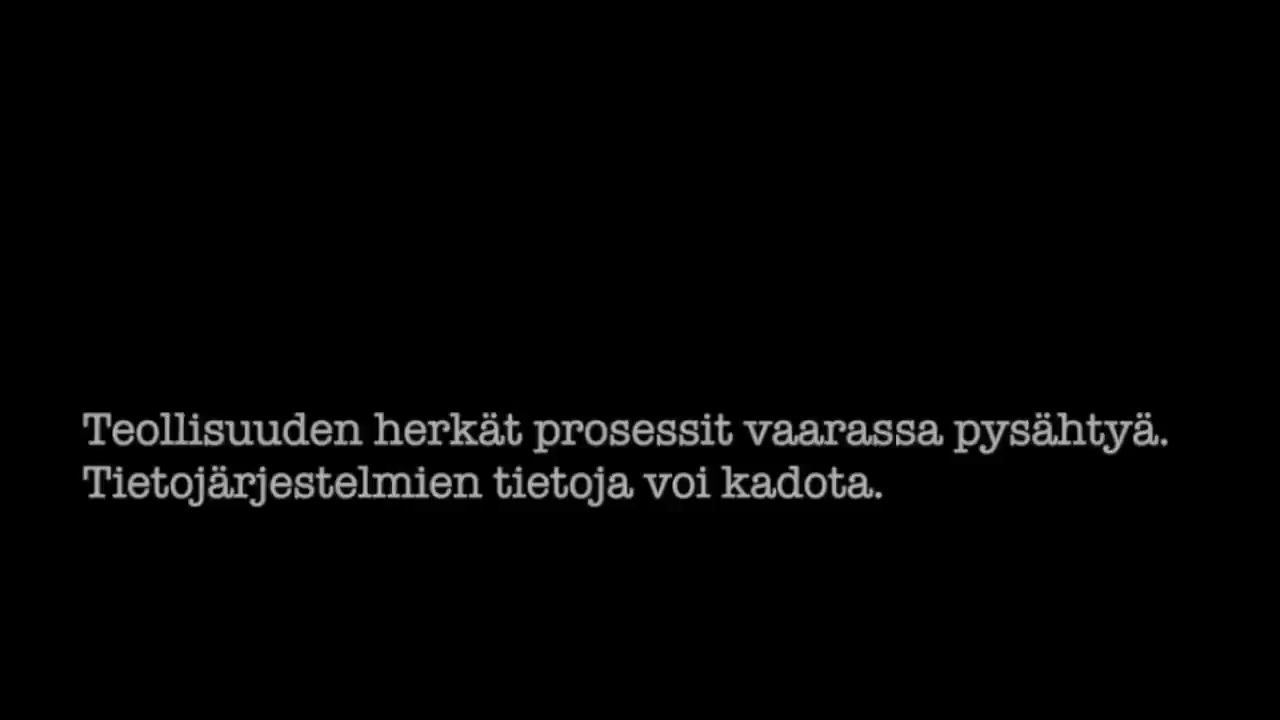 Teollisuuden herkät prosessit vaarassa pysähtyä.
Tietojärjestelmien tietoja voi kadota.